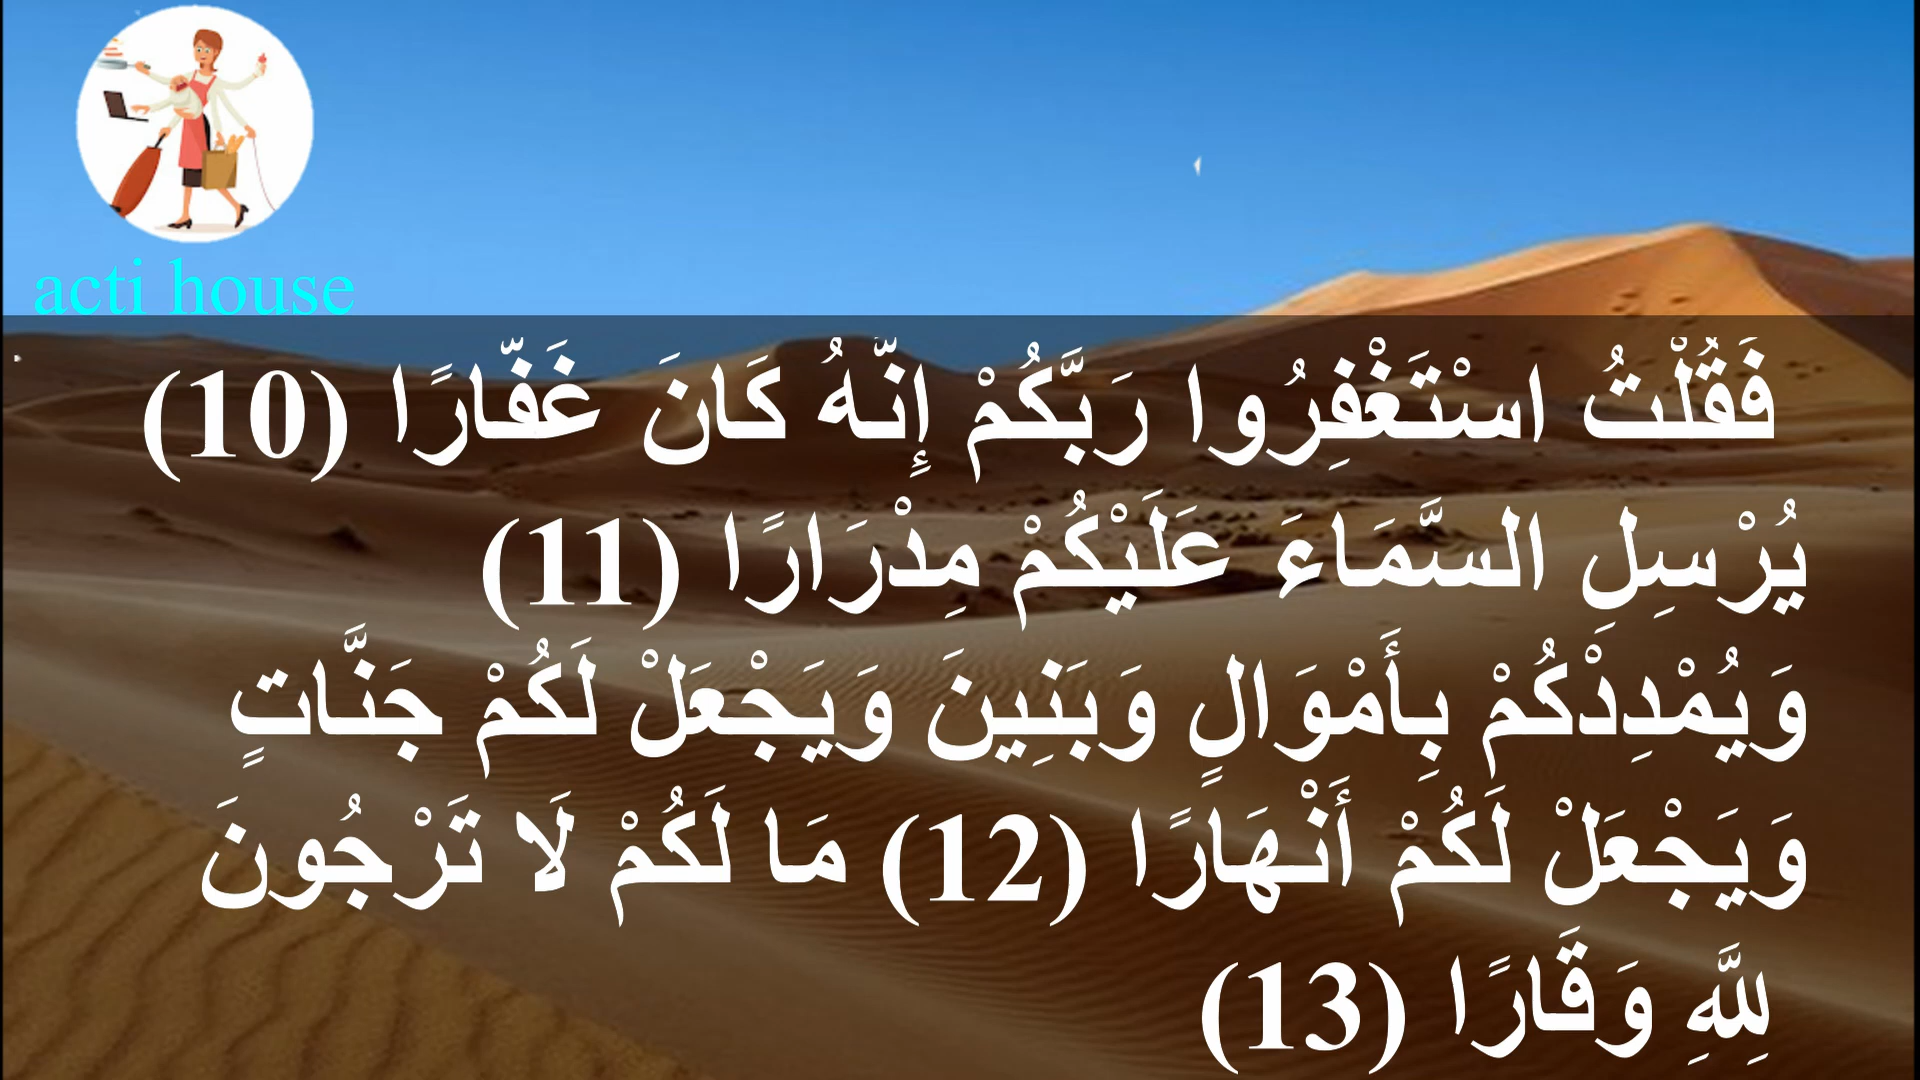 acti house
فَقُلْتُ اسْتَغْفِرُوا رَبَّكُمْ إِنَّهُ كَانَ غَفَّارًا (10)
يُرْسِلِ السَّمَاءَ عَلَيْكُمْ مِدْرَارًا (11)
وَيُمْدِدْكُمْ بِأَمْوَالٍ وَبَنِينَ وَيَجْعَلْ لَكُمْ جَنَّاتٍ
وَيَجْعَلْ لَكُمْ أَنْهَارًا (12) مَا لَكُمْ لَا تَرْجُونَ
لِلَّهِ وَقَارًا (13)